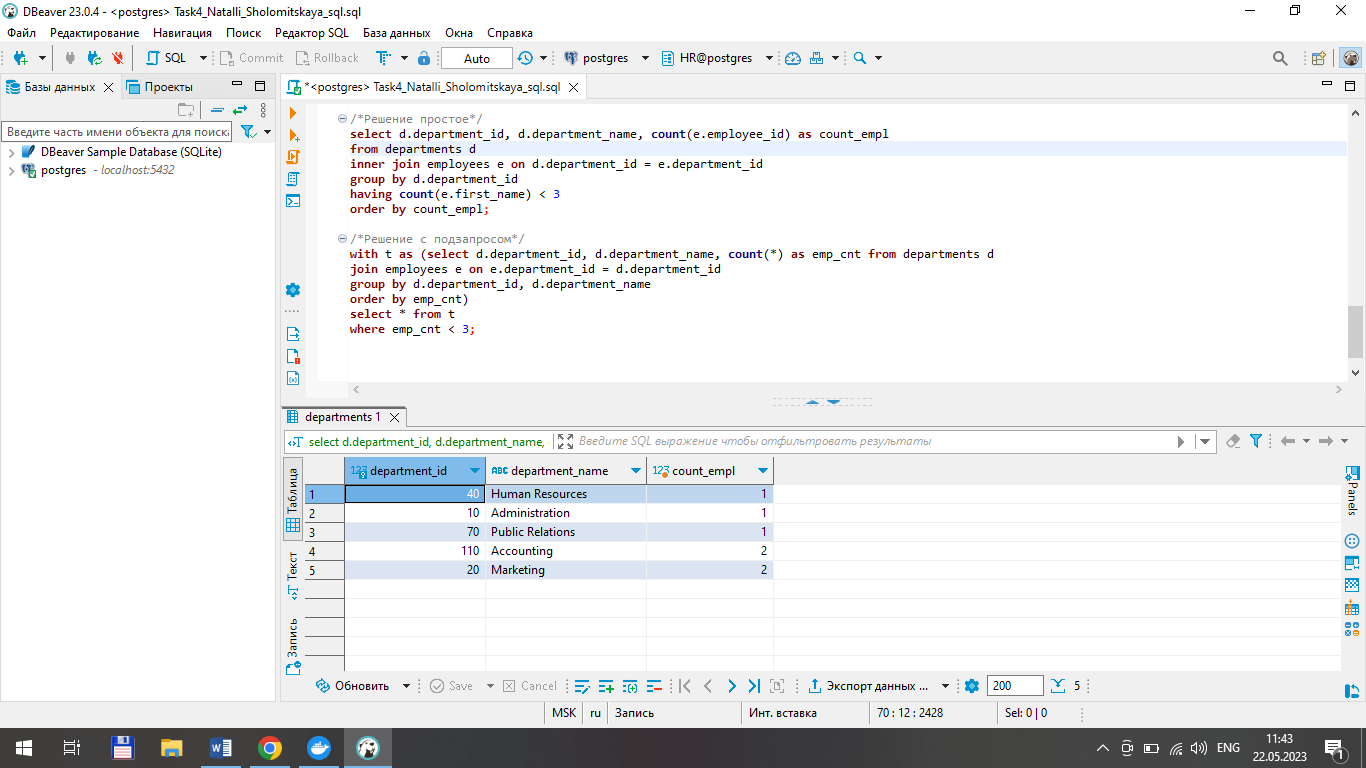 DBeaver 23.0.4 - <postgres> Task4_Natalli_Sholomitskaya_sql.sql
Файл Редактирование Навигация Поиск Редактор SQL База данных Окна Справка
SQL Commit Rollback Auto postgres HR@postgres
Базы данных Проекты
*<postgres> Task4_Natalli_Sholomitskaya_sql.sql
Введите часть имени объекта для поиска
DBeaver Sample Database (SQLite)
postgres - localhost:5432
/*Решение простое*/
select d.department_id, d.department_name, count(e.employee_id) as count_empl
from departments d
inner join employees e on d.department_id = e.department_id
group by d.department_id
having count(e.first_name) < 3
order by count_empl;
/*Решение с подзапросом*/
with t as (select d.department_id, d.department_name, count(*) as emp_cnt from departments d
join employees e on e.department_id = d.department_id
group by d.department_id, d.department_name
order by emp_cnt)
select * from t
where emp_cnt < 3;
departments 1
select d.department_id, d.department_name, Введите SQL выражение чтобы отфильтровать результаты
Таблица
Текст
Запись
123 department_id ABC department_name 123 count_empl
1 40 Human Resources 1
2 10 Administration 1
3 70 Public Relations 1
4 110 Accounting 2
5 20 Marketing 2
Panels
Обновить Save Cancel Экспорт данных ... 200 5
MSK ru Запись Инт. вставка 70 : 12 : 2428 Sel: 0 | 0
ENG 11:43
22.05.2023
1